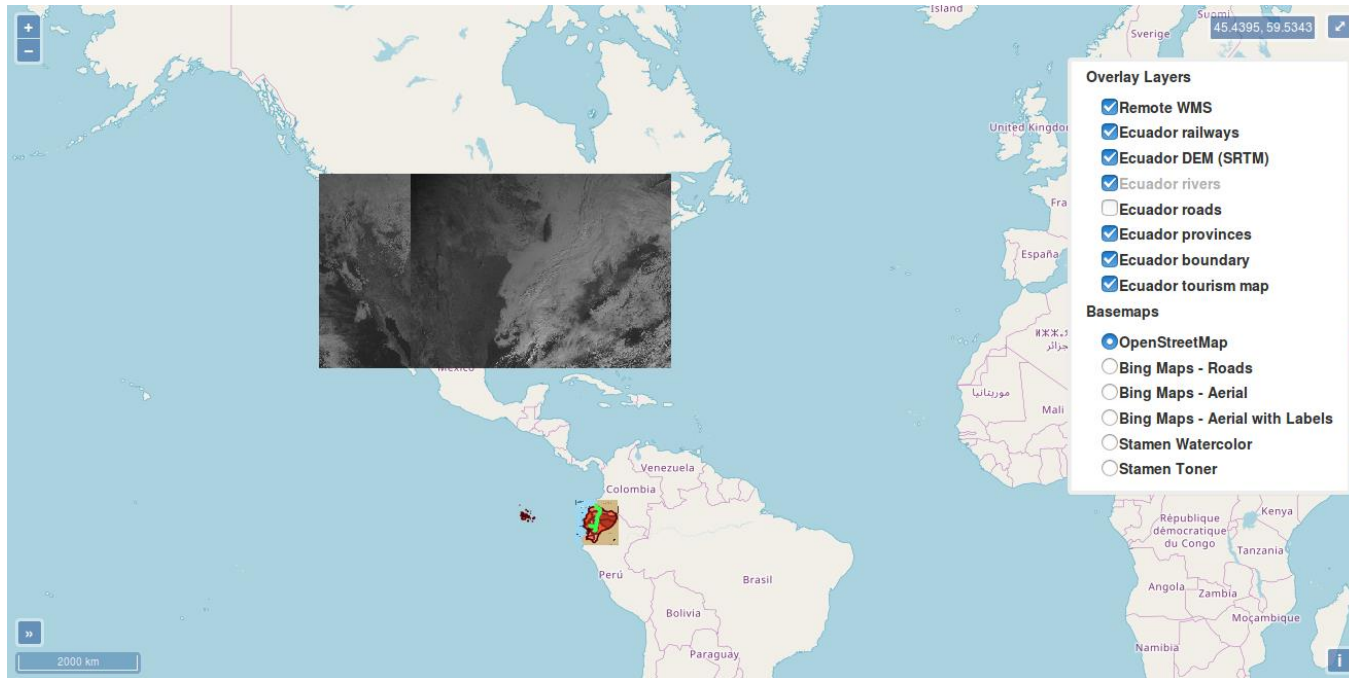 +
−
Island
Suomi
45.4395, 59.5343
Sverige
Overlay Layers
Remote WMS
Ecuador railways
Ecuador DEM (SRTM)
Ecuador rivers
Ecuador roads
Ecuador provinces
Ecuador boundary
Ecuador tourism map
Basemaps
OpenStreetMap
Bing Maps - Roads
Bing Maps - Aerial
Bing Maps - Aerial with Labels
Stamen Watercolor
Stamen Toner
United Kingdom
Fra
España
موريتانيا
Mali
México
Venezuela
Colombia
Perú
Brasil
Bolivia
Paraguay
République
démocratique
du Congo
Kenya
Tanzania
Angola
Zambia
Moçambique
Namibia
»
2000 km
i